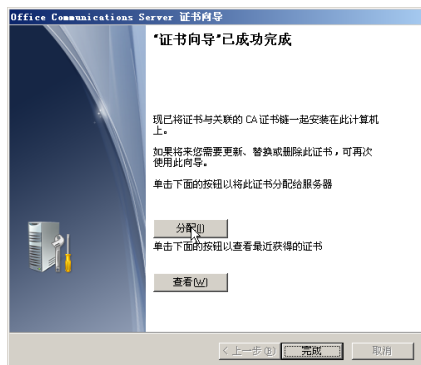 Office Communications Server 证书向导
"证书向导"已成功完成
现已将证书与关联的 CA 证书链一起安装在此计算机
上。
如果将来您需要更新、替换或删除此证书，可再次
使用此向导。
单击下面的按钮以将此证书分配给服务器
分配(I)
单击下面的按钮以查看最近获得的证书
查看(W)
< 上一步(B) 完成 取消